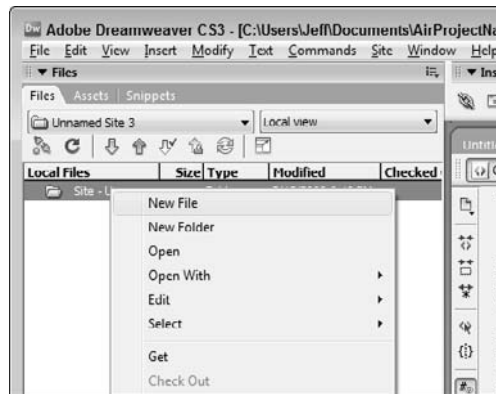 Adobe Dreamweaver CS3 - [C:\Users\Jeff\Documents\AirProjectNa
File Edit View Insert Modify Text Commands Site Window Help
Files
Ins
Files Assets Snippets
Unnamed Site 3
Local view
Untitl
Local Files Size Type Modified Checked
Site - U
New File
New Folder
Open
Open With
Edit
Select
Get
Check Out